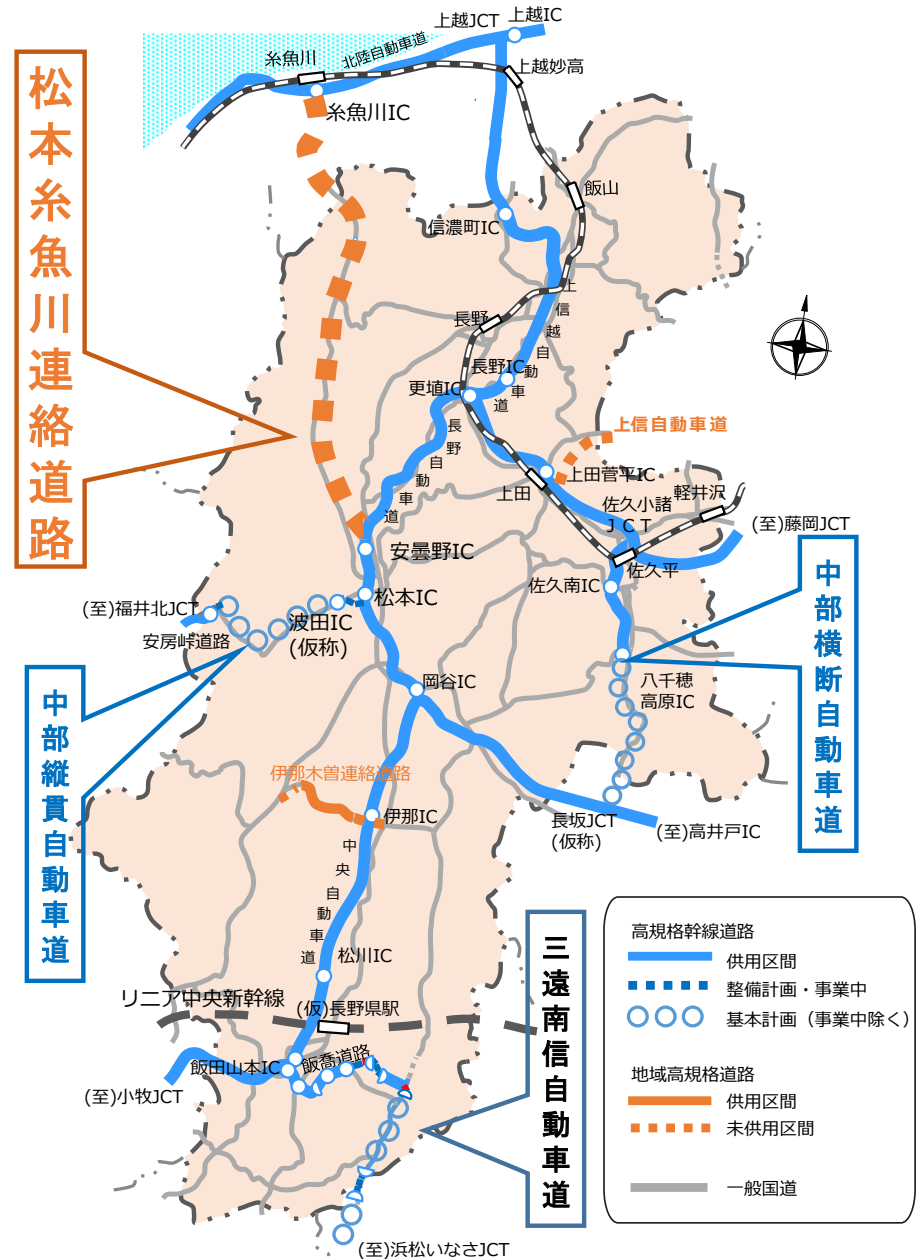 上越JCT
上越IC
北陸自動車道
糸魚川
上越妙高
糸魚川IC
松本糸魚川連絡道路
飯山
信濃町IC
上信越自動車道
長野
長野IC
更埴IC
長野自動車道
上信自動車道
上田菅平IC
上田
佐久小諸
JCT
軽井沢
(至)藤岡JCT
安曇野IC
佐久平
佐久南IC
松本IC
(至)福井北JCT
安房峠道路
波田IC
(仮称)
中部横断自動車道
八千穂
高原IC
岡谷IC
中部縦貫自動車道
伊那木曽連絡道路
伊那IC
長坂JCT
(仮称)
(至)高井戸IC
中央自動車道
松川IC
リニア中央新幹線
(仮)長野県駅
三遠南信自動車道
飯田山本IC
飯喬道路
(至)小牧JCT
(至)浜松いなさJCT
高規格幹線道路
供用区間
整備計画・事業中
基本計画（事業中除く）
地域高規格道路
供用区間
未供用区間
一般国道